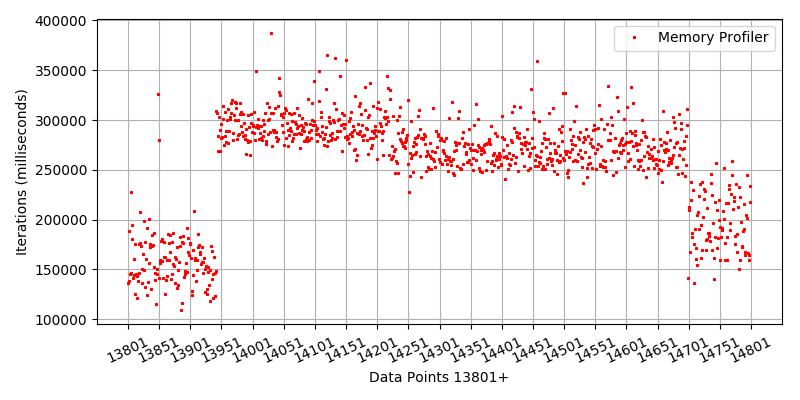 400000
350000
300000
250000
200000
150000
100000
Iterations (milliseconds)
Memory Profiler
13801 13851 13901 13951 14001 14051 14101 14151 14201 14251 14301 14351 14401 14451 14501 14551 14601 14651 14701 14751 14801
Data Points 13801+